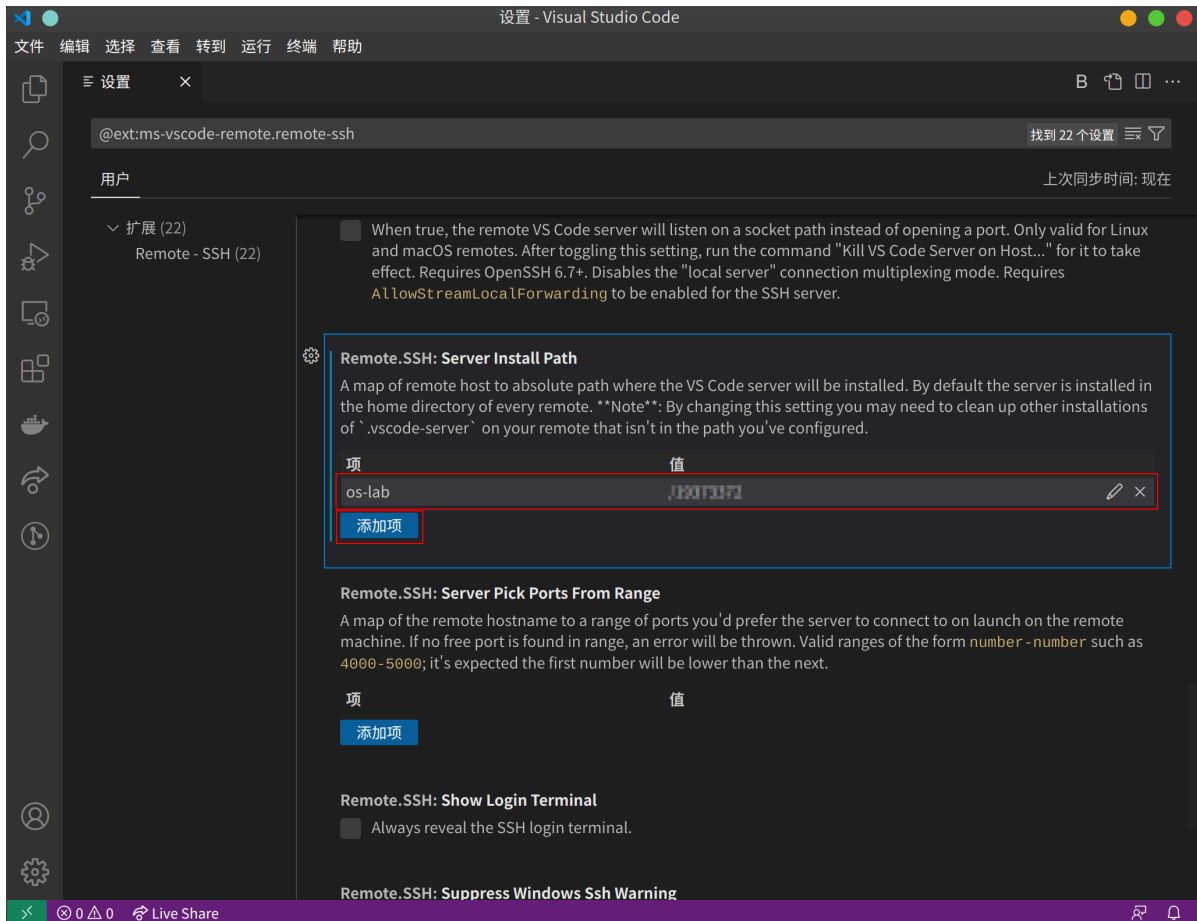 设置 - Visual Studio Code
文件 编辑 选择 查看 转到 运行 终端 帮助
设置
B
@ext:ms-vscode-remote.remote-ssh
找到 22 个设置
用户
上次同步时间: 现在
扩展 (22)
Remote - SSH (22)
When true, the remote VS Code server will listen on a socket path instead of opening a port. Only valid for Linux
and macOS remotes. After toggling this setting, run the command "Kill VS Code Server on Host..." for it to take
effect. Requires OpenSSH 6.7+. Disables the "local server" connection multiplexing mode. Requires
AllowStreamLocalForwarding to be enabled for the SSH server.
Remote.SSH: Server Install Path
A map of remote host to absolute path where the VS Code server will be installed. By default the server is installed in
the home directory of every remote. **Note**: By changing this setting you may need to clean up other installations
of `.vscode-server` on your remote that isn't in the path you've configured.
项 值
os-lab
添加项
Remote.SSH: Server Pick Ports From Range
A map of the remote hostname to a range of ports you'd prefer the server to connect to on launch on the remote
machine. If no free port is found in range, an error will be thrown. Valid ranges of the form number-number such as
4000-5000; it's expected the first number will be lower than the next.
项 值
添加项
Remote.SSH: Show Login Terminal
Always reveal the SSH login terminal.
Remote.SSH: Suppress Windows Ssh Warning
0 0 Live Share